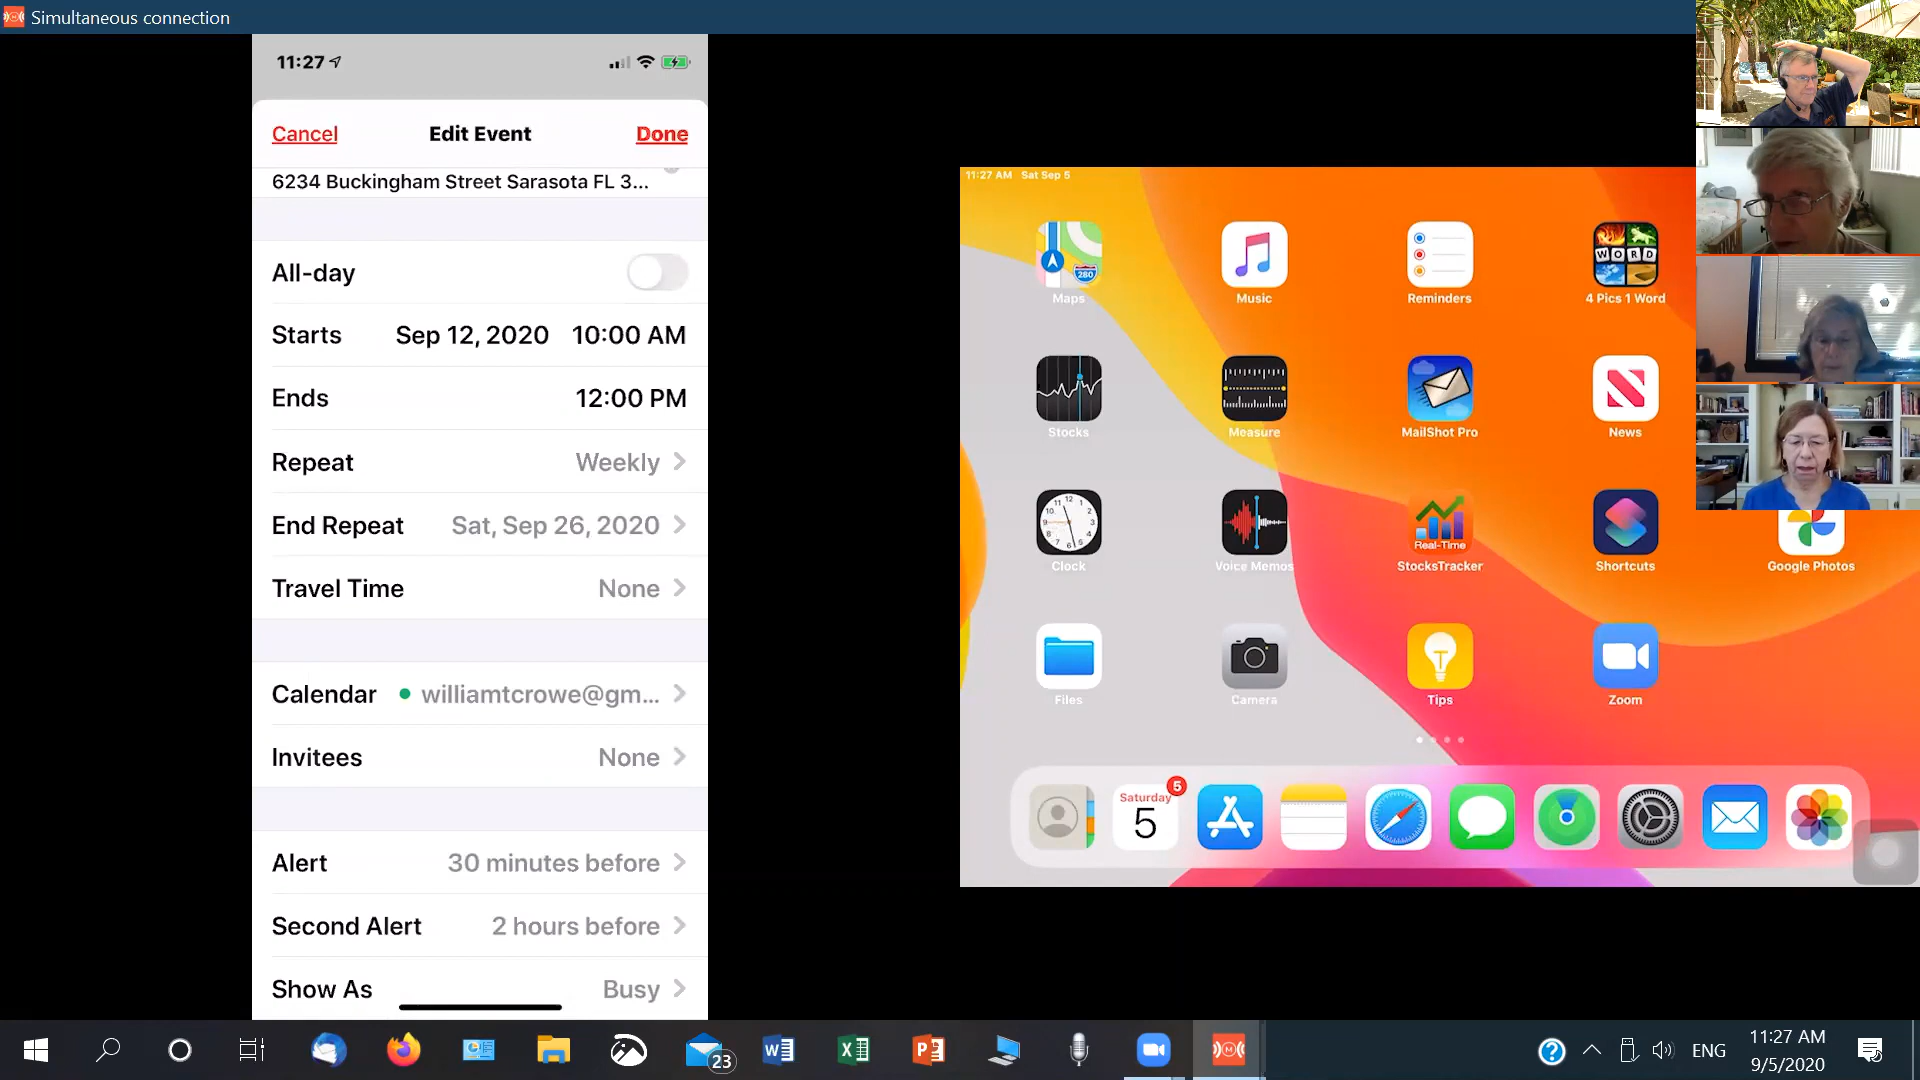 Simultaneous connection
11:27
Cancel
Edit Event
Done
6234 Buckingham Street Sarasota FL 3...
All-day
Starts Sep 12, 2020 10:00 AM
Ends 12:00 PM
Repeat Weekly
End Repeat Sat, Sep 26, 2020
Travel Time None
Calendar williamtcrowe@gm...
Invitees None
Alert 30 minutes before
Second Alert 2 hours before
Show As Busy
11:27 AM Sat Sep 5
280
WORD
Maps
Music
Reminders
4 Pics 1 Word
Stocks
Measure
MailShot Pro
News
Real-Time
Clock
Voice Memos
StocksTracker
Shortcuts
Google Photos
Files
Camera
Tips
Zoom
Saturday
5
5
23
ENG
11:27 AM
9/5/2020